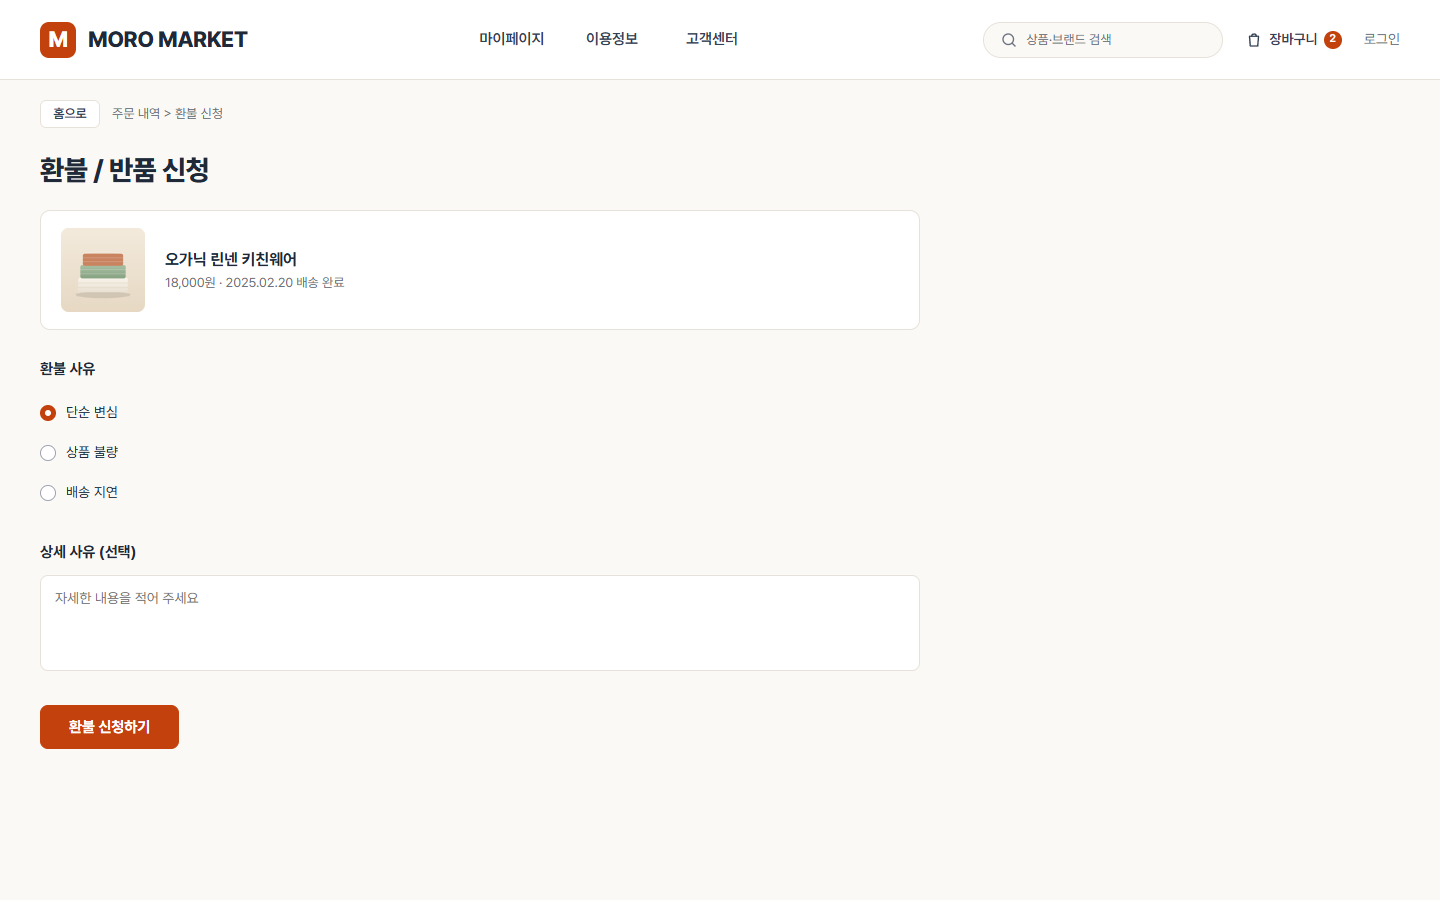 M MORO MARKET
마이페이지 이용정보 고객센터
상품·브랜드 검색
장바구니 2 로그인
홈으로 주문 내역 > 환불 신청
환불 / 반품 신청
오가닉 린넨 키친웨어
18,000원 · 2025.02.20 배송 완료
환불 사유
단순 변심
상품 불량
배송 지연
상세 사유 (선택)
자세한 내용을 적어 주세요
환불 신청하기